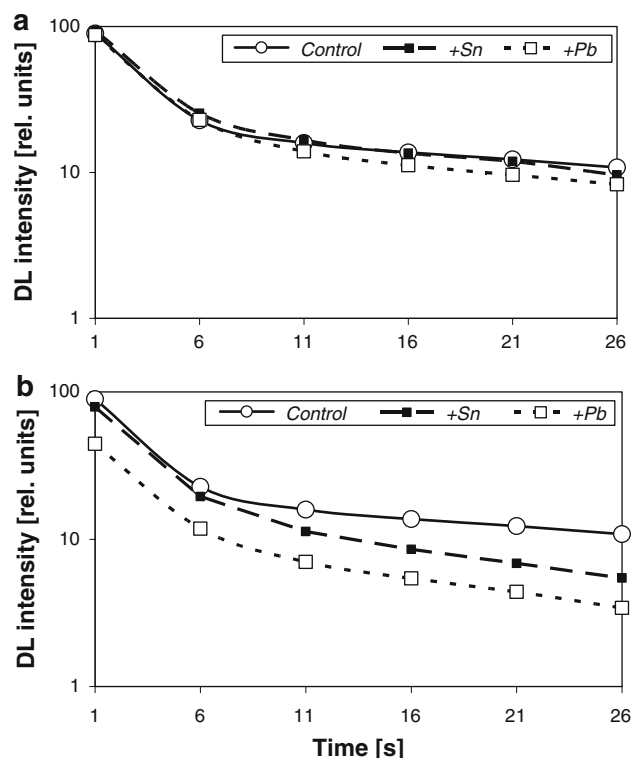 a
100
Control +Sn +Pb
DL intensity [rel. units]
10
1
1 6 11 16 21 26
b
100
Control +Sn +Pb
DL intensity [rel. units]
10
1
1 6 11 16 21 26
Time [s]